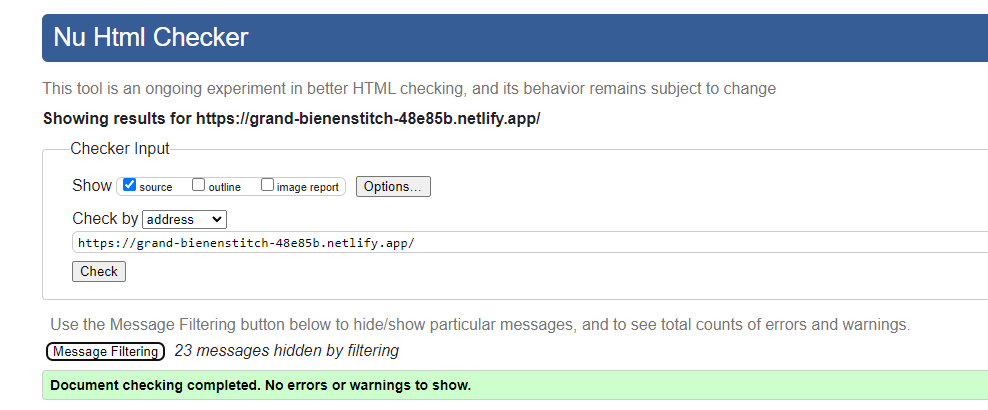 Nu Html Checker
This tool is an ongoing experiment in better HTML checking, and its behavior remains subject to change
Showing results for https://grand-bienenstitch-48e85b.netlify.app/
Checker Input
Show source outline image report Options...
Check by address
https://grand-bienenstitch-48e85b.netlify.app/
Check
Use the Message Filtering button below to hide/show particular messages, and to see total counts of errors and warnings.
Message Filtering 23 messages hidden by filtering
Document checking completed. No errors or warnings to show.